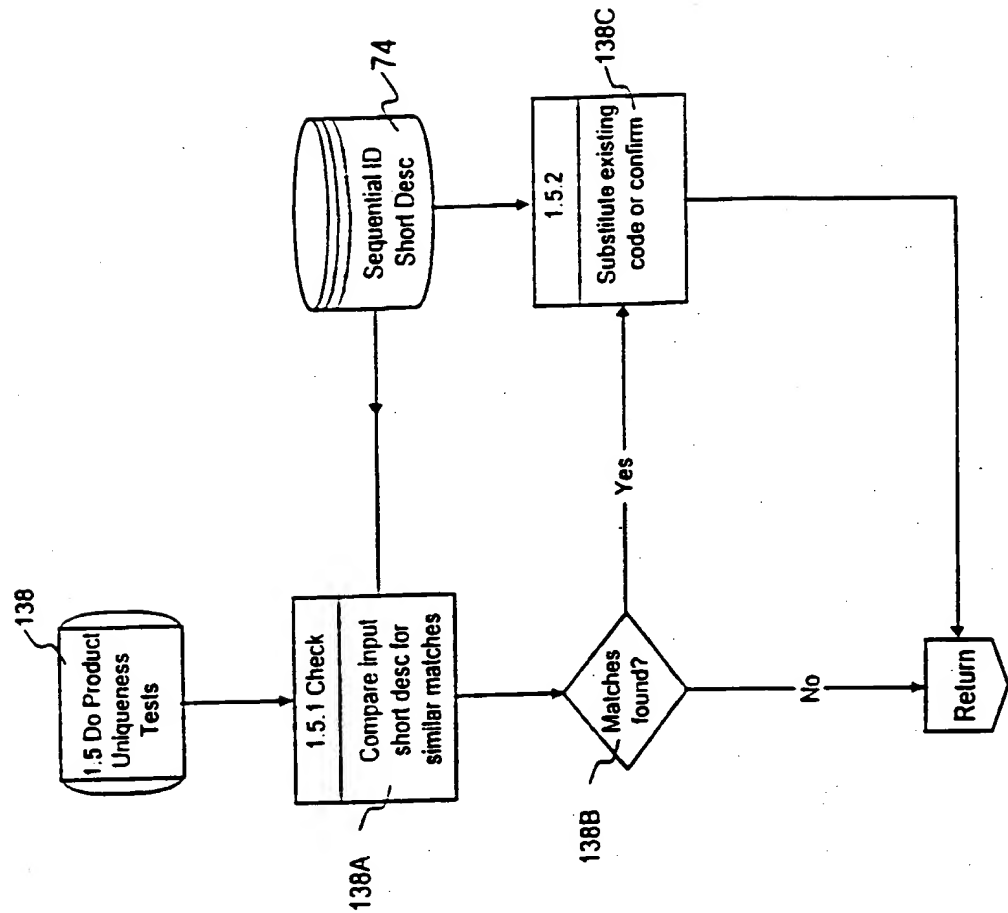 138
1.5 Do Product
Uniqueness
Tests
1.5.1 Check
Compare Input
short desc for
similar matches
138A
Sequential ID
Short Desc
74
Matches
found?
138B
Yes
1.5.2
Substitute existing
code or confirm
138C
No
Return